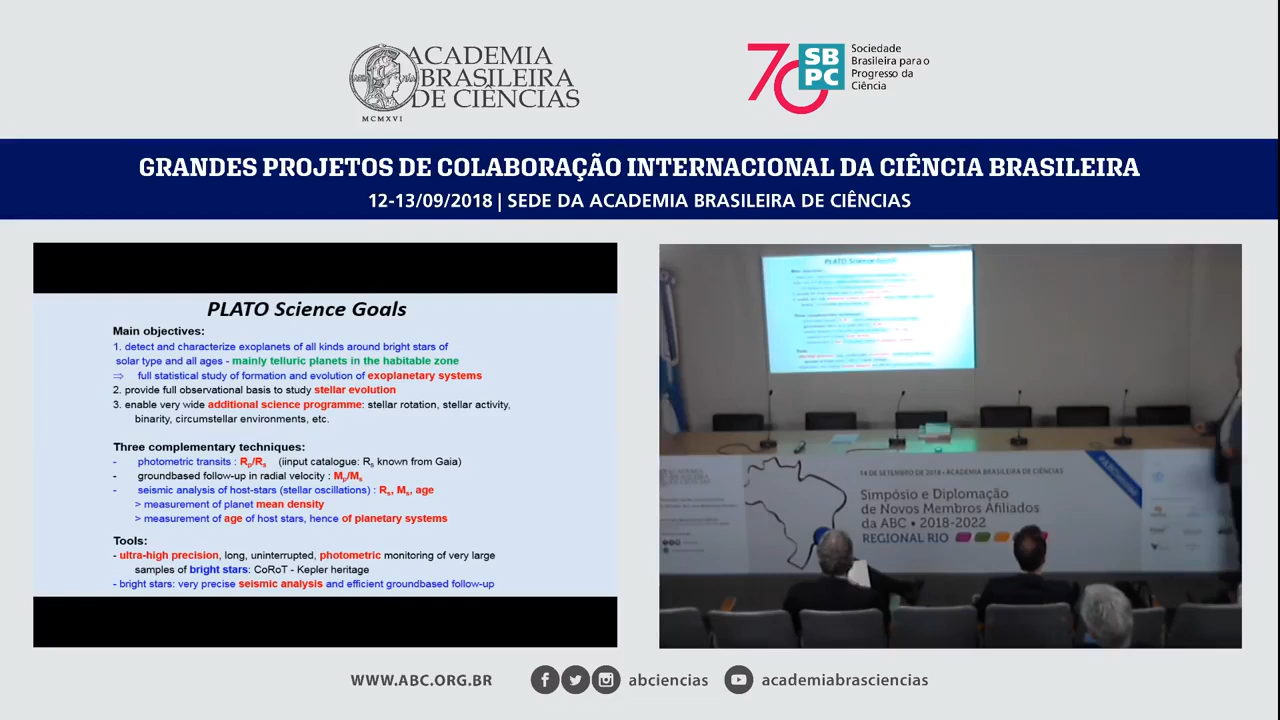 ACADEMIA
BRASILEIRA
DE CIÊNCIAS
MCMXVI
70
SB
PC
Sociedade
Brasileira para o
Progresso da
Ciência
GRANDES PROJETOS DE COLABORAÇÃO INTERNACIONAL DA CIÊNCIA BRASILEIRA
12-13/09/2018 | SEDE DA ACADEMIA BRASILEIRA DE CIÊNCIAS
PLATO Science Goals
Main objectives:
1. detect and characterize exoplanets of all kinds around bright stars of
solar type and all ages - mainly telluric planets in the habitable zone
⇒ full statistical study of formation and evolution of exoplanetary systems
2. provide full observational basis to study stellar evolution
3. enable very wide additional science programme: stellar rotation, stellar activity,
binarity, circumstellar environments, etc.
Three complementary techniques:
- photometric transits : Rp/Rs (iinput catalogue: Rs known from Gaia)
- groundbased follow-up in radial velocity : Mp/Ms
- seismic analysis of host-stars (stellar oscillations) : Rs, Ms, age
> measurement of planet mean density
> measurement of age of host stars, hence of planetary systems
Tools:
- ultra-high precision, long, uninterrupted, photometric monitoring of very large
samples of bright stars: CoRoT - Kepler heritage
- bright stars: very precise seismic analysis and efficient groundbased follow-up
PLATO Science Goals
14 DE SETEMBRO DE 2018 • ACADEMIA BRASILEIRA DE CIÊNCIAS
Simpósio e Diplomação
de Novos Membros Afiliados
da ABC • 2018-2022
REGIONAL RIO
WWW.ABC.ORG.BR
abciencias
academiabrasciencias